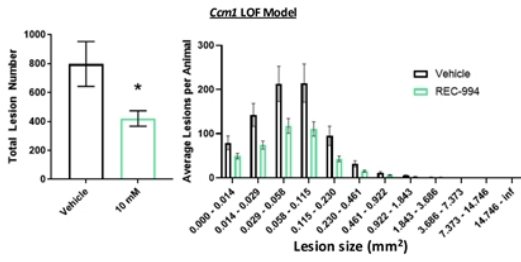 Ccm1 LOF Model
Total Lesion Number
1000
800
600
400
200
0
*
Vehicle
10 mM
Average Lesions per Animal
300
200
100
0
Vehicle
REC-994
0.000 - 0.014
0.014 - 0.029
0.029 - 0.058
0.058 - 0.115
0.115 - 0.230
0.230 - 0.461
0.461 - 0.922
0.922 - 1.843
1.843 - 3.686
3.686 - 7.373
7.373 - 14.746
14.746 - inf
Lesion size (mm²)